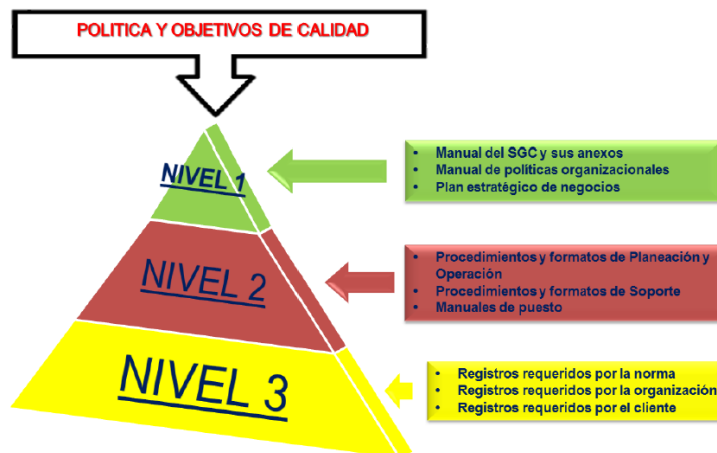 POLITICA Y OBJETIVOS DE CALIDAD
NIVEL 1
• Manual del SGC y sus anexos
• Manual de políticas organizacionales
• Plan estratégico de negocios
NIVEL 2
• Procedimientos y formatos de Planeación y
Operación
• Procedimientos y formatos de Soporte
• Manuales de puesto
NIVEL 3
• Registros requeridos por la norma
• Registros requeridos por la organización
• Registros requeridos por el cliente